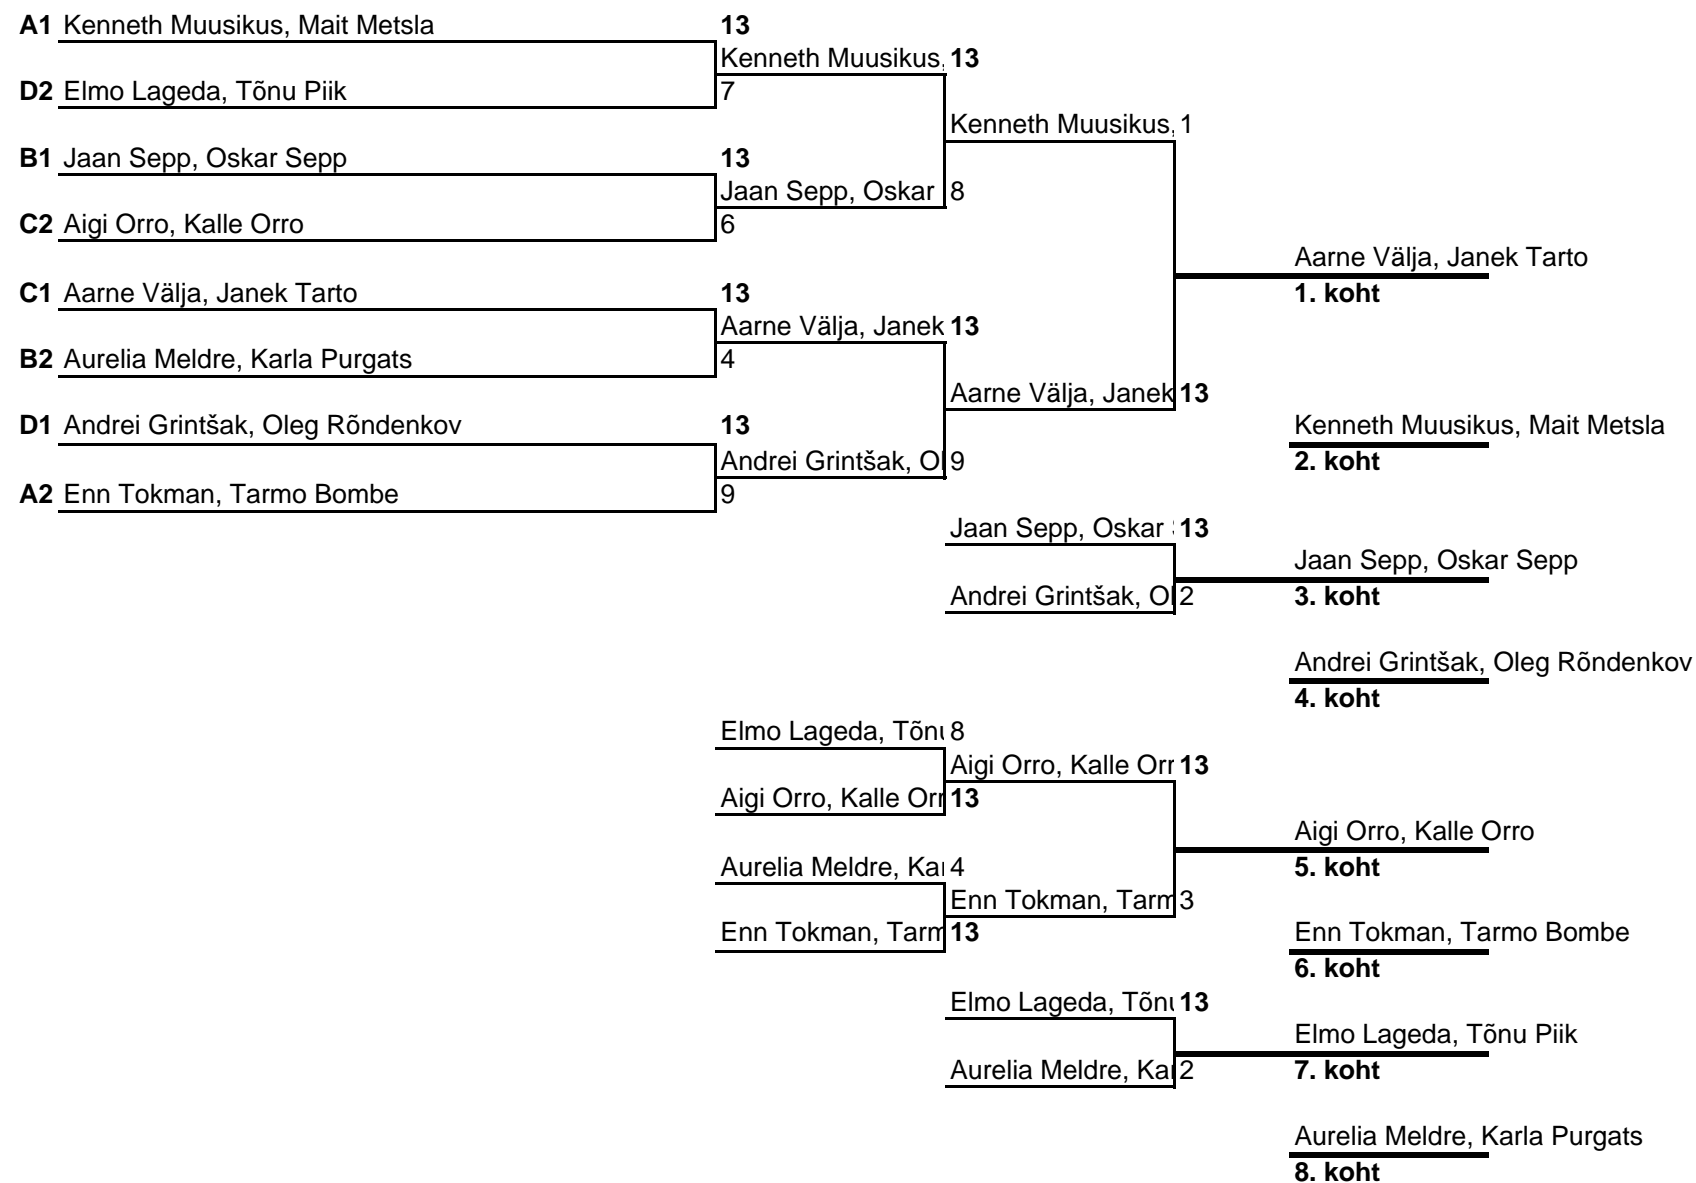 A1 Kenneth Muusikus, Mait Metsla 13
Kenneth Muusikus, 13
D2 Elmo Lageda, Tõnu Piik 7
Kenneth Muusikus, 1
B1 Jaan Sepp, Oskar Sepp 13
Jaan Sepp, Oskar 8
C2 Aigi Orro, Kalle Orro 6
Aarne Välja, Janek Tarto
C1 Aarne Välja, Janek Tarto 13 1. koht
Aarne Välja, Janek 13
B2 Aurelia Meldre, Karla Purgats 4
Aarne Välja, Janek 13
D1 Andrei Grintšak, Oleg Rõndenkov 13 Kenneth Muusikus, Mait Metsla
Andrei Grintšak, Ol 9 2. koht
A2 Enn Tokman, Tarmo Bombe 9
Jaan Sepp, Oskar 13
Jaan Sepp, Oskar Sepp
Andrei Grintšak, Ol 2 3. koht
Andrei Grintšak, Oleg Rõndenkov
4. koht
Elmo Lageda, Tõnu 8
Aigi Orro, Kalle Orr 13
Aigi Orro, Kalle Orr 13
Aigi Orro, Kalle Orro
Aurelia Meldre, Kar 4 5. koht
Enn Tokman, Tarm 3
Enn Tokman, Tarm 13 Enn Tokman, Tarmo Bombe
6. koht
Elmo Lageda, Tõnu 13
Elmo Lageda, Tõnu Piik
Aurelia Meldre, Kar 2 7. koht
Aurelia Meldre, Karla Purgats
8. koht